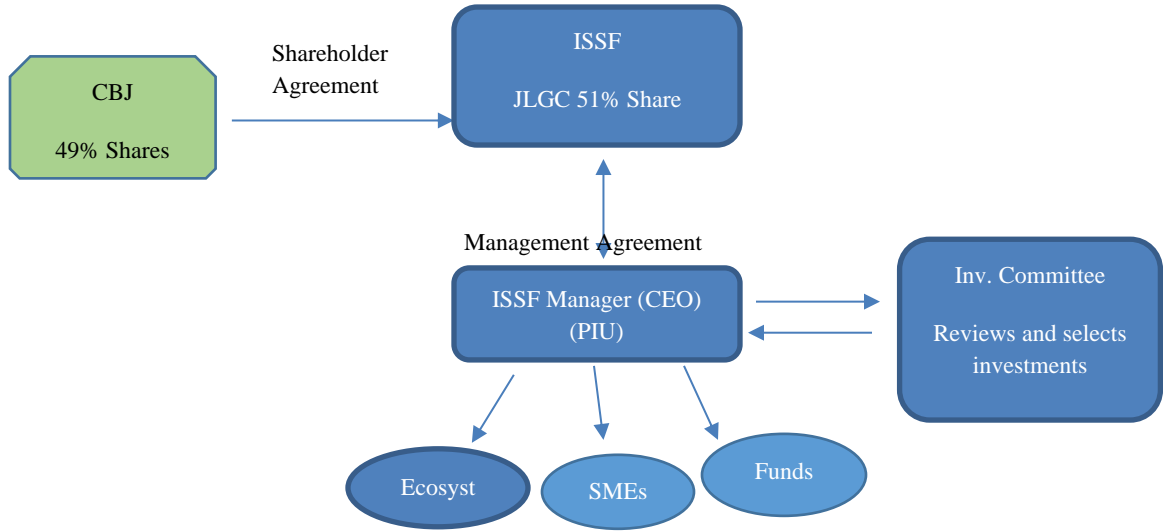 ISSF
JLGC 51% Share
Shareholder
Agreement
CBJ
49% Shares
Management Agreement
ISSF Manager (CEO)
(PIU)
Inv. Committee
Reviews and selects
investments
Ecosyst
SMEs
Funds